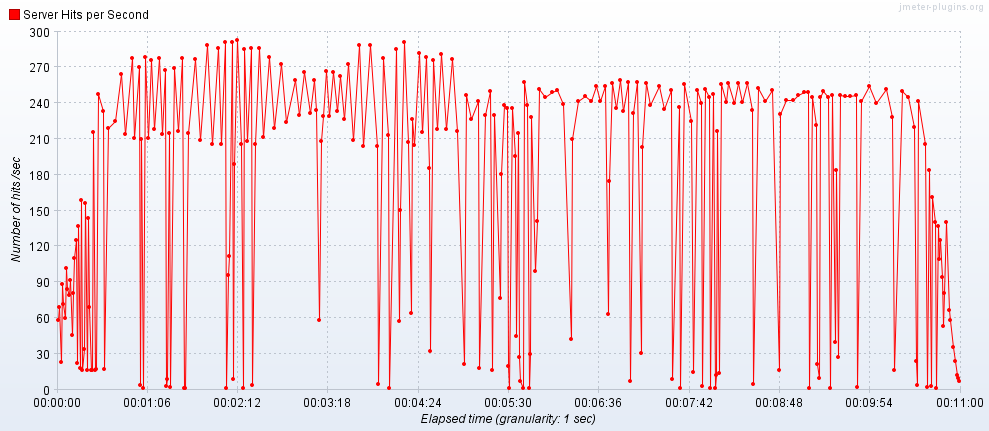 jmeter-plugins.org
Server Hits per Second
300
270
240
210
180
150
120
90
60
30
0
Number of hits /sec
00:00:00 00:01:06 00:02:12 00:03:18 00:04:24 00:05:30 00:06:36 00:07:42 00:08:48 00:09:54 00:11:00
Elapsed time (granularity: 1 sec)